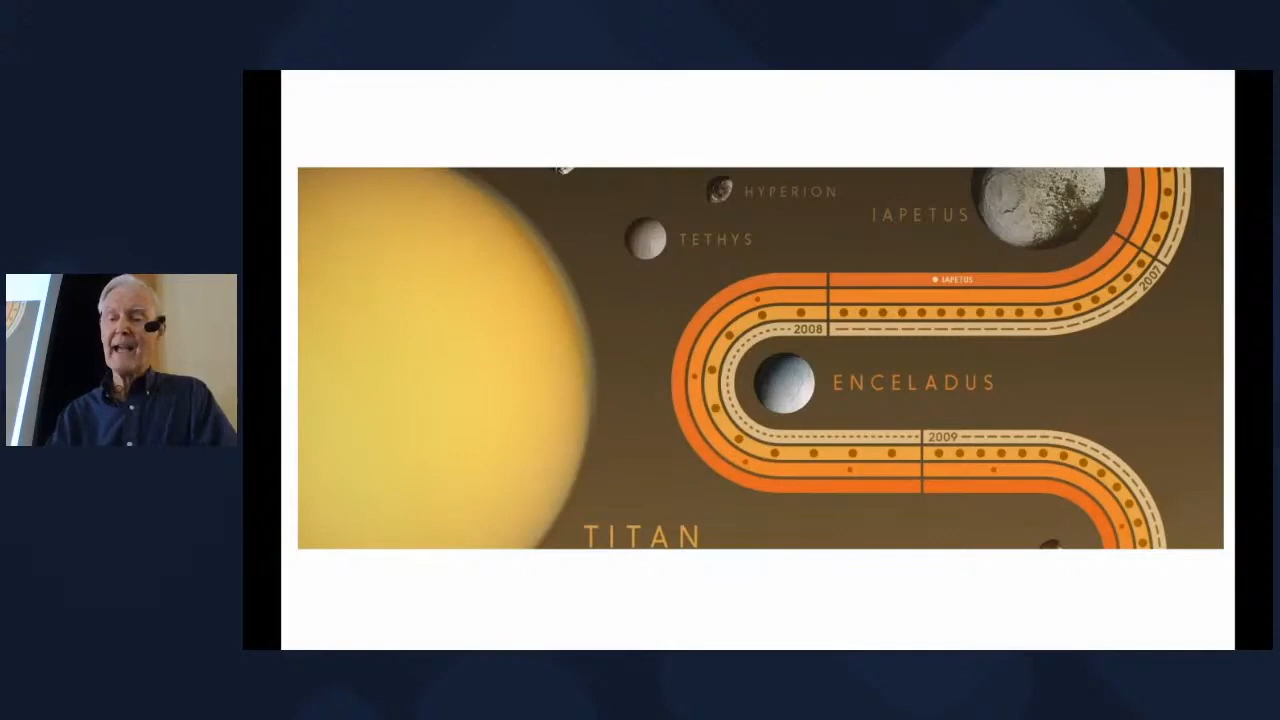 HYPERION
IAPETUS
TETHYS
2007
IAPETUS
2008
ENCELADUS
2009
TITAN